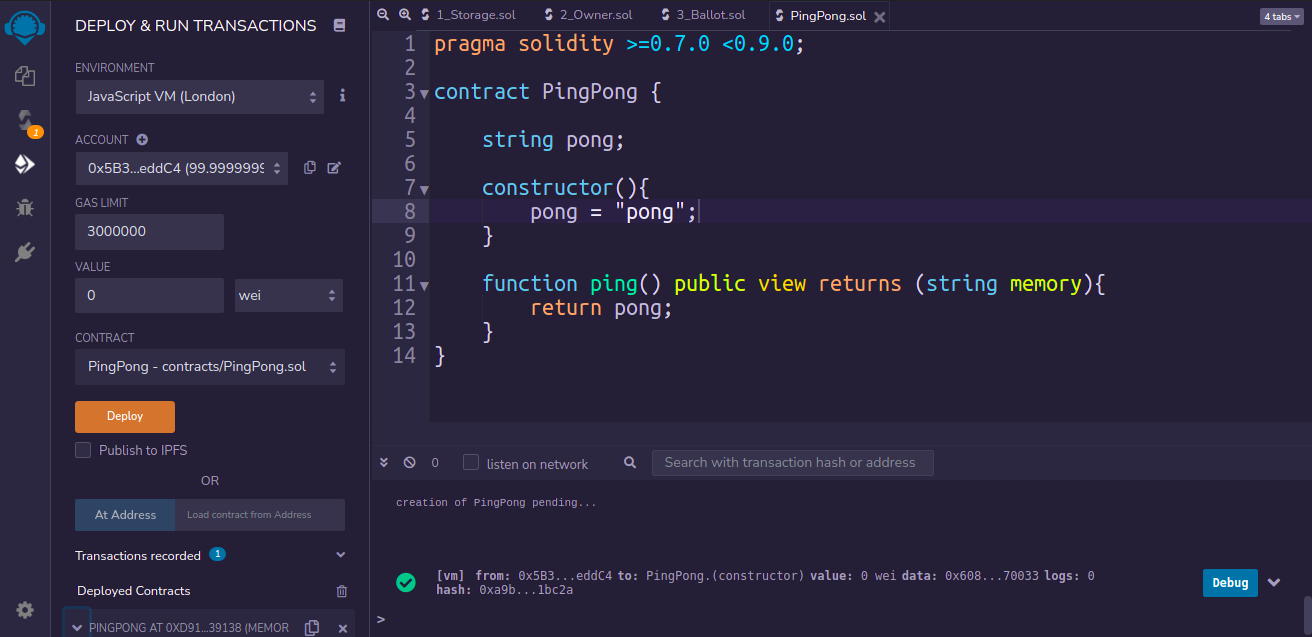 DEPLOY & RUN TRANSACTIONS
ENVIRONMENT
JavaScript VM (London)
i
1
ACCOUNT
0x5B3...eddC4 (99.9999999
GAS LIMIT
3000000
VALUE
0 wei
CONTRACT
PingPong - contracts/PingPong.sol
Deploy
Publish to IPFS
OR
At Address Load contract from Address
Transactions recorded 1
Deployed Contracts
PINGPONG AT 0XD91...39138 (MEMOR
1_Storage.sol 2_Owner.sol 3_Ballot.sol PingPong.sol 4 tabs
1 pragma solidity >=0.7.0 <0.9.0;
2
3 contract PingPong {
4
5 string pong;
6
7 constructor(){
8 pong = "pong";
9 }
10
11 function ping() public view returns (string memory){
12 return pong;
13 }
14 }
0 listen on network Search with transaction hash or address
creation of PingPong pending...
[vm] from: 0x5B3...eddC4 to: PingPong.(constructor) value: 0 wei data: 0x608...70033 logs: 0
hash: 0xa9b...1bc2a
Debug
>